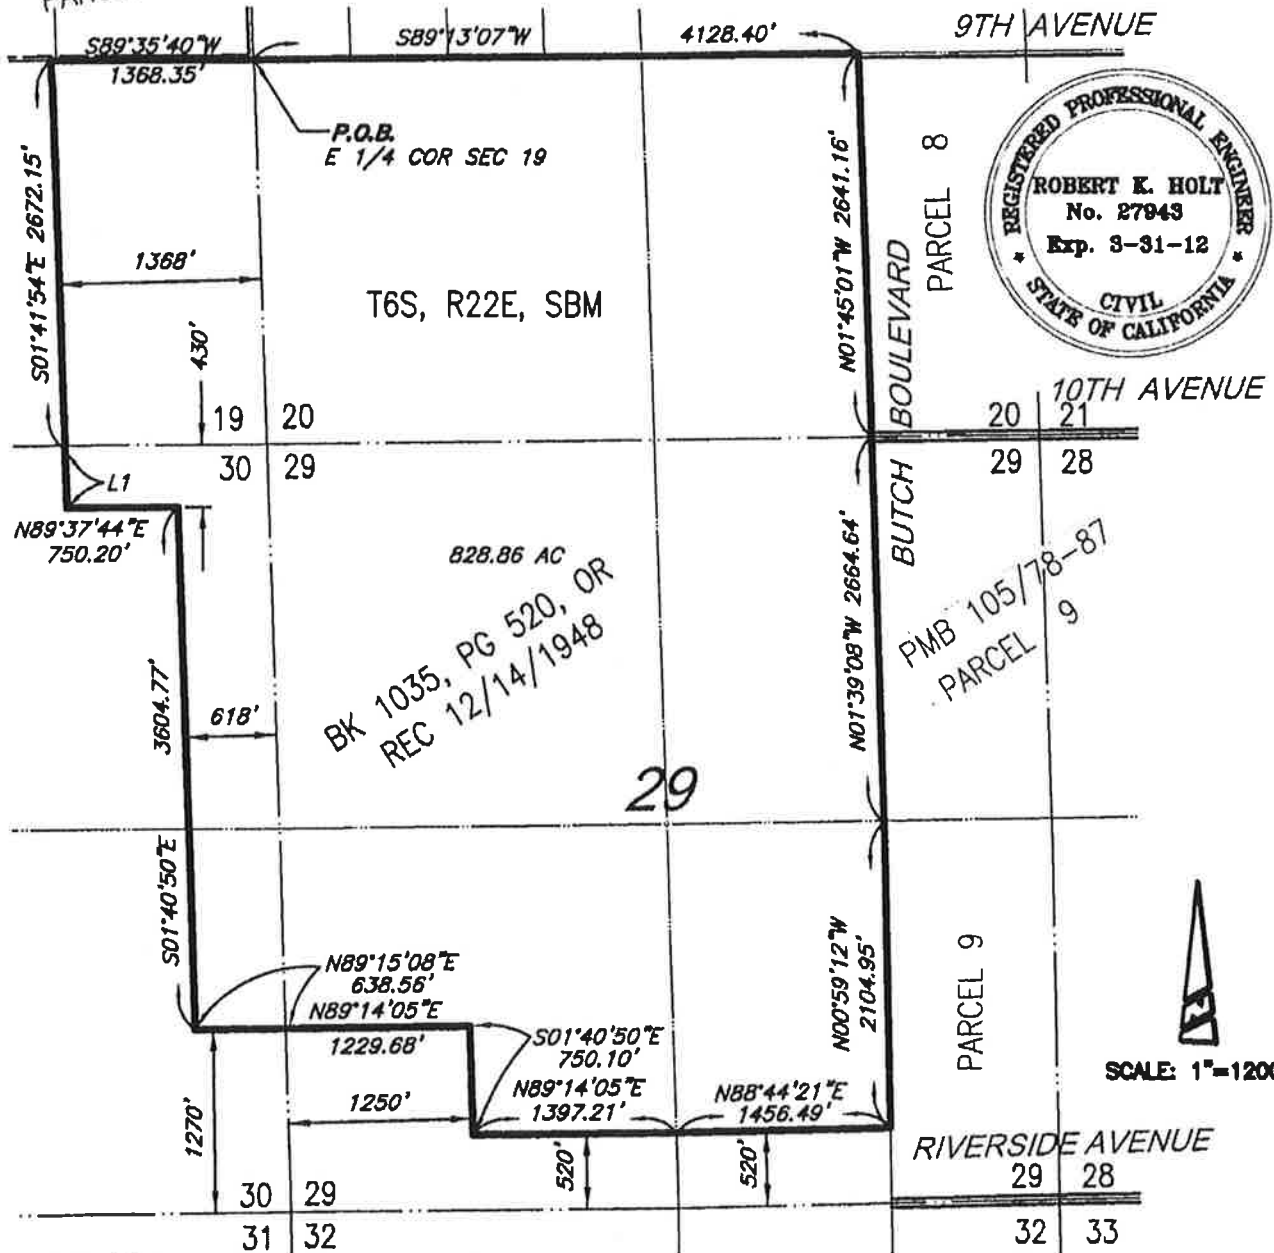 S89°35'40"W
1368.35'
S89°13'07"W
4128.40'
9TH AVENUE
P.O.B.
E 1/4 COR SEC 19
S01°41'54"E 2672.15'
1368'
T6S, R22E, SBM
430'
N01°45'01"W 2641.16'
BUTCH BOULEVARD
PARCEL 8
REGISTERED PROFESSIONAL ENGINEER
ROBERT K. HOLT
No. 27943
Exp. 3-31-12
CIVIL
STATE OF CALIFORNIA
10TH AVENUE
19 20
30 29
20 21
29 28
L1
N89°37'44"E
750.20'
828.86 AC
BK 1035, PG 520, OR
REC 12/14/1948
N01°39'08"W 2664.64'
PMB 105/78-87
PARCEL 9
S01°40'50"E 3604.77'
618'
29
N89°15'08"E
638.56'
N89°14'05"E
1229.68'
S01°40'50"E
750.10'
N89°14'05"E
1397.21'
N88°44'21"E
1456.49'
N00°59'12"W
2104.95'
PARCEL 9
SCALE: 1"=1200
1250'
1270'
520'
520'
RIVERSIDE AVENUE
30 29
31 32
29 28
32 33